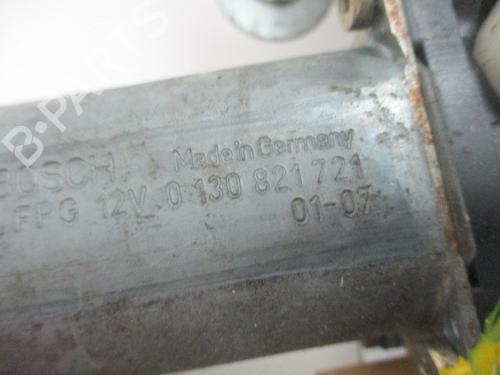 BOSCH Made in Germany
FPG 12V 0 130 821 721
01-07
B-PARTS